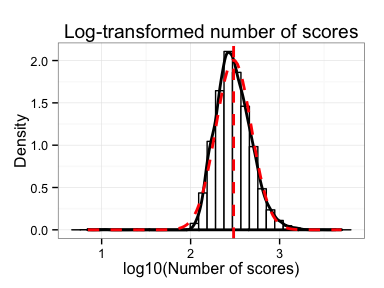 Log-transformed number of scores
Density
2.0
1.5
1.0
0.5
0.0
1 2 3
log10(Number of scores)